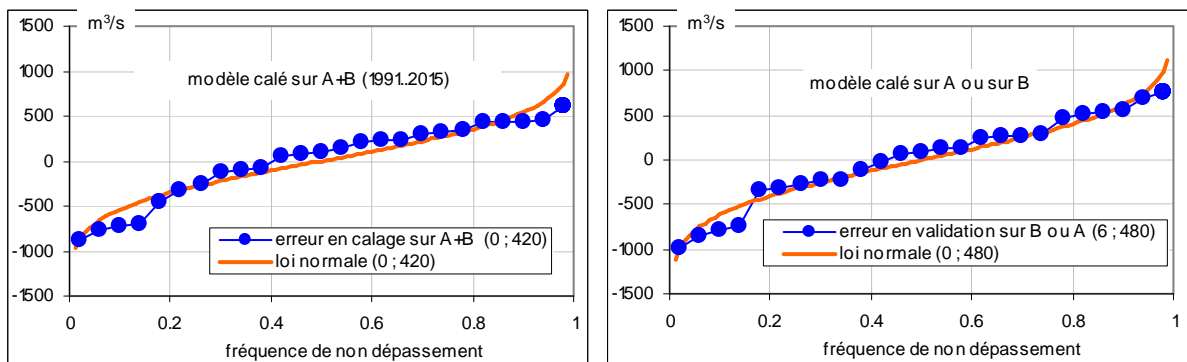 m³/s
1500
1000
500
0
-500
-1000
-1500
modèle calé sur A+B (1991..2015)
erreur en calage sur A+B (0 ; 420)
loi normale (0 ; 420)
0 0.2 0.4 0.6 0.8 1
fréquence de non dépassement
m³/s
1500
1000
500
0
-500
-1000
-1500
modèle calé sur A ou sur B
erreur en validation sur B ou A (6 ; 480)
loi normale (0 ; 480)
0 0.2 0.4 0.6 0.8 1
fréquence de non dépassement